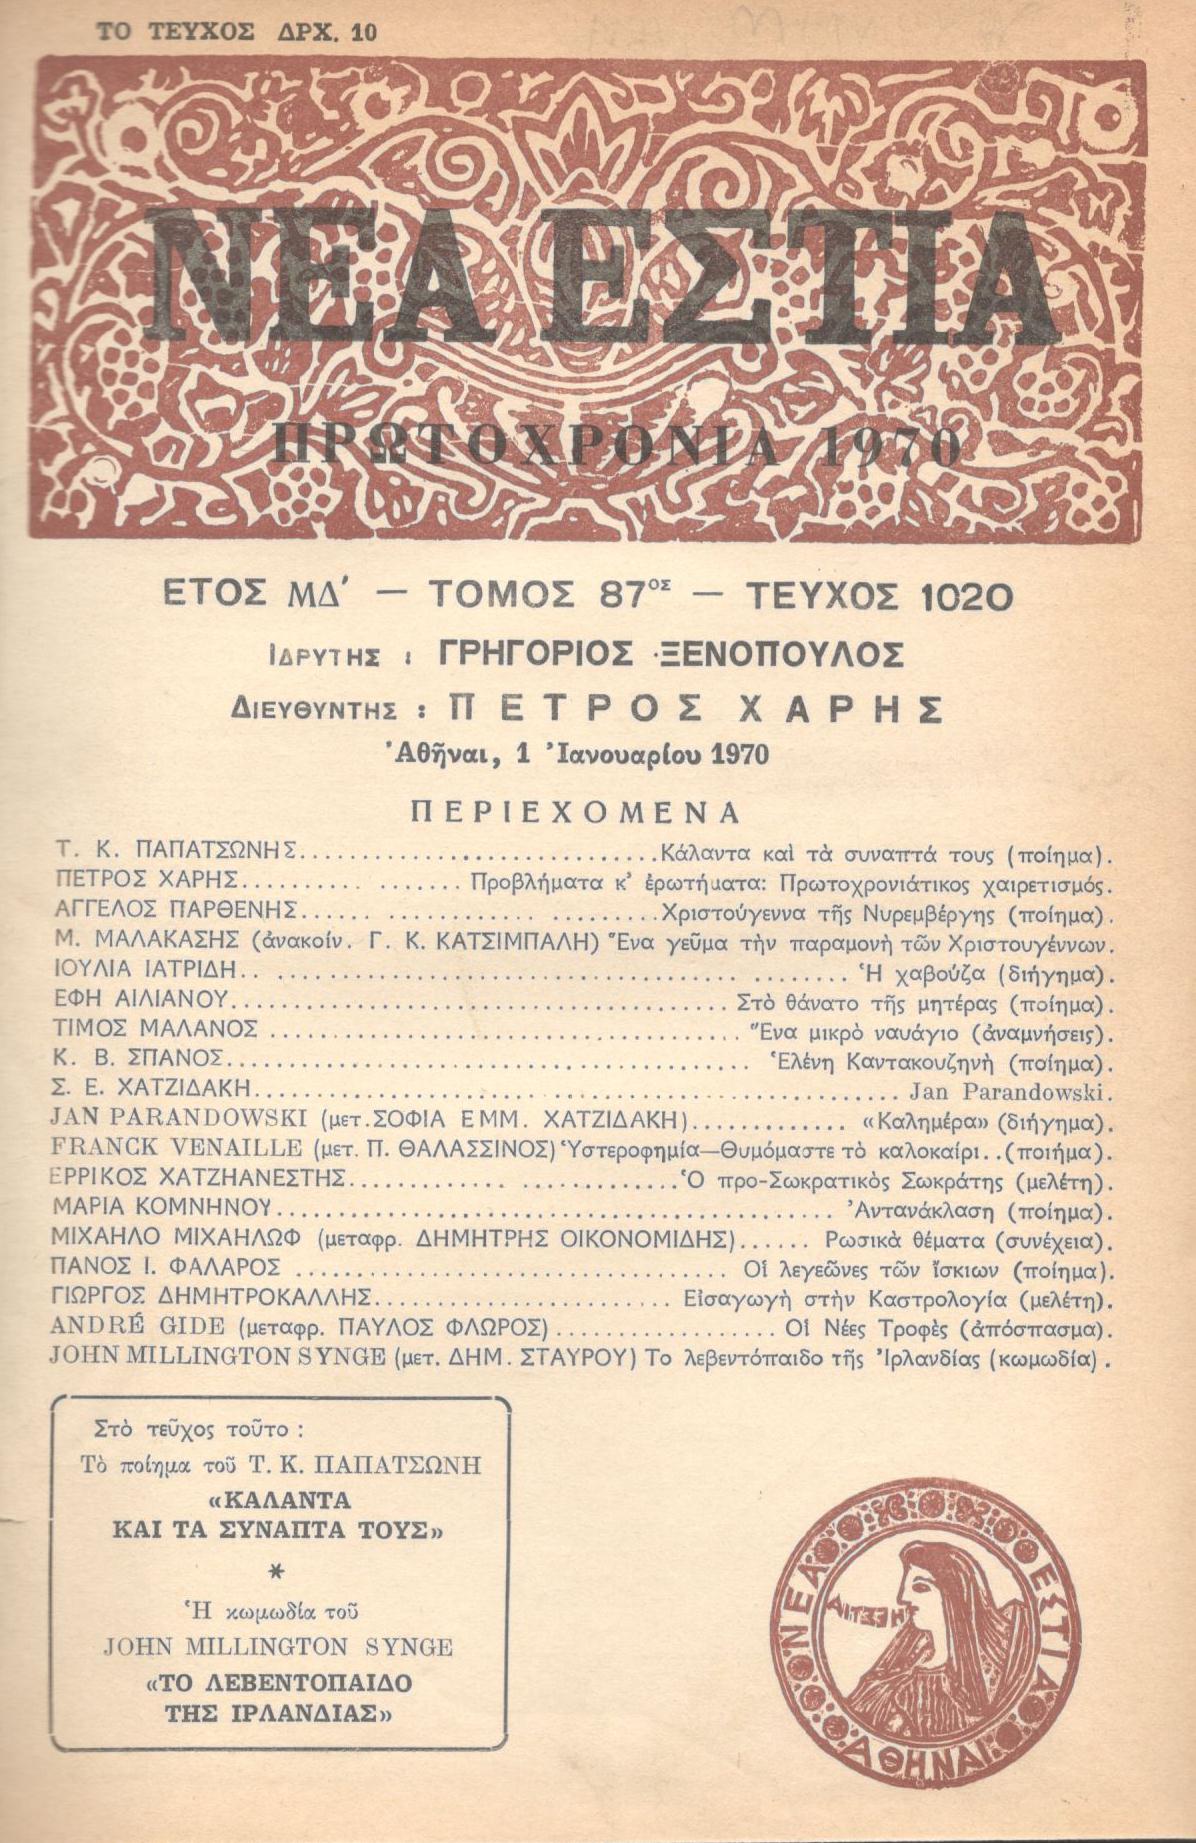 ΤΟ ΤΕΥΧΟΣ ΔΡΧ. 10
ΝΕΑ ΕΣΤΙΑ
ΠΡΩΤΟΧΡΟΝΙΑ 1970
ΕΤΟΣ ΜΔ' — ΤΟΜΟΣ 87ΟΣ — ΤΕΥΧΟΣ 1020
ΙΔΡΥΤΗΣ : ΓΡΗΓΟΡΙΟΣ ΞΕΝΟΠΟΥΛΟΣ
ΔΙΕΥΘΥΝΤΗΣ : ΠΕΤΡΟΣ ΧΑΡΗΣ
Ἀθῆναι, 1 Ἰανουαρίου 1970
ΠΕΡΙΕΧΟΜΕΝΑ
Τ. Κ. ΠΑΠΑΤΣΩΝΗΣ.................................Κάλαντα καὶ τὰ συναπτά τους (ποίημα).
ΠΕΤΡΟΣ ΧΑΡΗΣ.......... .......Προβλήματα κ' ἐρωτήματα: Πρωτοχρονιάτικος χαιρετισμός.
ΑΓΓΕΛΟΣ ΠΑΡΘΕΝΗΣ...... ............ .........Χριστούγεννα τῆς Νυρεμβέργης (ποίημα).
Μ. ΜΑΛΑΚΑΣΗΣ (ἀνακοίν. Γ. Κ. ΚΑΤΣΙΜΠΑΛΗ) Ἕνα γεῦμα τὴν παραμονὴ τῶν Χριστουγέννων.
ΙΟΥΛΙΑ ΙΑΤΡΙΔΗ.. .......................................... .........Ἡ χαβούζα (διήγημα).
ΕΦΗ ΑΙΛΙΑΝΟΥ.............................................Στὸ θάνατο τῆς μητέρας (ποίημα).
ΤΙΜΟΣ ΜΑΛΑΝΟΣ ..........................................Ἕνα μικρὸ ναυάγιο (ἀναμνήσεις).
Κ. Β. ΣΠΑΝΟΣ...............................................Ἑλένη Καντακουζηνὴ (ποίημα).
Σ. Ε. ΧΑΤΖΙΔΑΚΗ...........................................................Jan Parandowski.
JAN PARANDOWSKI (μετ.ΣΟΦΙΑ ΕΜΜ. ΧΑΤΖΙΔΑΚΗ)............. «Καλημέρα» (διήγημα).
FRANCK VENAILLE (μετ. Π. ΘΑΛΑΣΣΙΝΟΣ) Ὑστεροφημία—Θυμόμαστε τὸ καλοκαίρι..(ποιήμα).
ΕΡΡΙΚΟΣ ΧΑΤΖΗΑΝΕΣΤΗΣ............... ..............Ὁ προ-Σωκρατικὸς Σωκράτης (μελέτη).
ΜΑΡΙΑ ΚΟΜΝΗΝΟΥ..................................................Ἀντανάκλαση (ποίημα).
ΜΙΧΑΗΛΟ ΜΙΧΑΗΛΩΦ (μεταφρ. ΔΗΜΗΤΡΗΣ ΟΙΚΟΝΟΜΙΔΗΣ)...... Ρωσικὰ θέματα (συνέχεια).
ΠΑΝΟΣ Ι. ΦΑΛΑΡΟΣ ...................................... Οἱ λεγεῶνες τῶν ἴσκιων (ποίημα).
ΓΙΩΡΓΟΣ ΔΗΜΗΤΡΟΚΑΛΛΗΣ......................... Εἰσαγωγὴ στὴν Καστρολογία (μελέτη).
ANDRÉ GIDE (μεταφρ. ΠΑΥΛΟΣ ΦΛΩΡΟΣ)................... Οἱ Νέες Τροφὲς (ἀπόσπασμα).
JOHN MILLINGTON SYNGE (μετ. ΔΗΜ. ΣΤΑΥΡΟΥ) Το λεβεντόπαιδο τῆς Ἰρλανδίας (κωμωδία).
Στὸ τεῦχος τοῦτο :
Τὸ ποίημα τοῦ Τ. Κ. ΠΑΠΑΤΣΩΝΗ
«ΚΑΛΑΝΤΑ
ΚΑΙ ΤΑ ΣΥΝΑΠΤΑ ΤΟΥΣ»
*
Ἡ κωμωδία τοῦ
JOHN MILLINGTON SYNGE
«ΤΟ ΛΕΒΕΝΤΟΠΑΙΔΟ
ΤΗΣ ΙΡΛΑΝΔΙΑΣ»
ΝΕΑ ΕΣΤΙΑ
ΑΘΗΝΑΙ